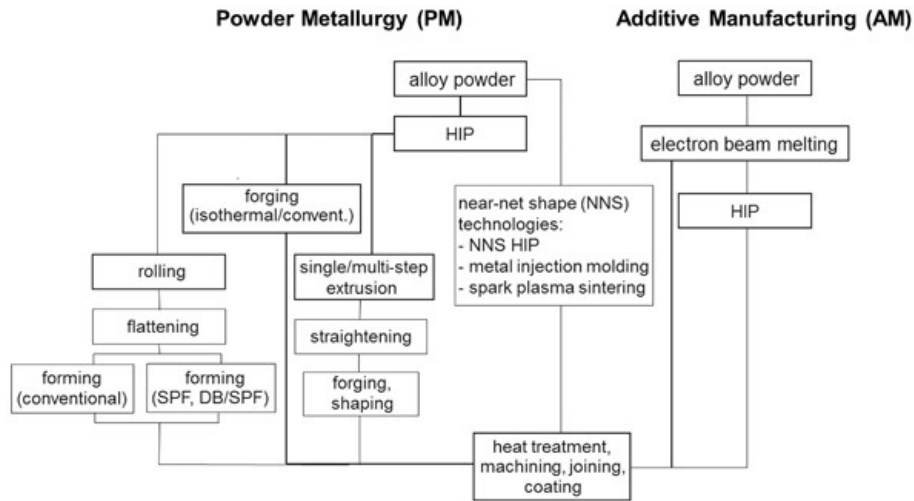 Powder Metallurgy (PM)
Additive Manufacturing (AM)
alloy powder
HIP
forging
(isothermal/convent.)
rolling
flattening
forming
(conventional)
forming
(SPF, DB/SPF)
single/multi-step
extrusion
straightening
forging,
shaping
near-net shape (NNS)
technologies:
- NNS HIP
- metal injection molding
- spark plasma sintering
alloy powder
electron beam melting
HIP
heat treatment,
machining, joining,
coating